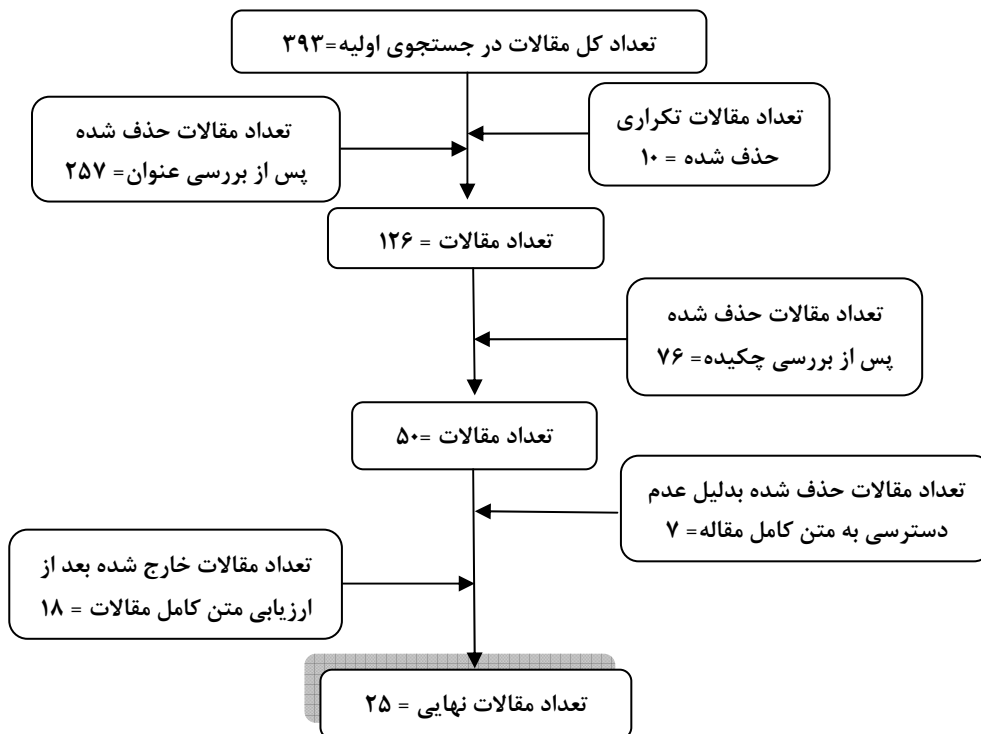 تعداد کل مقالات در جستجوی اولیه=۳۹۳
تعداد مقالات تکراری
حذف شده = ۱۰
تعداد مقالات حذف شده
پس از بررسی عنوان= ۲۵۷
تعداد مقالات = ۱۲۶
تعداد مقالات حذف شده
پس از بررسی چکیده= ۷۶
تعداد مقالات =۵۰
تعداد مقالات حذف شده بدلیل عدم
دسترسی به متن کامل مقاله= ۷
تعداد مقالات خارج شده بعد از
ارزیابی متن کامل مقالات = ۱۸
تعداد مقالات نهایی = ۲۵